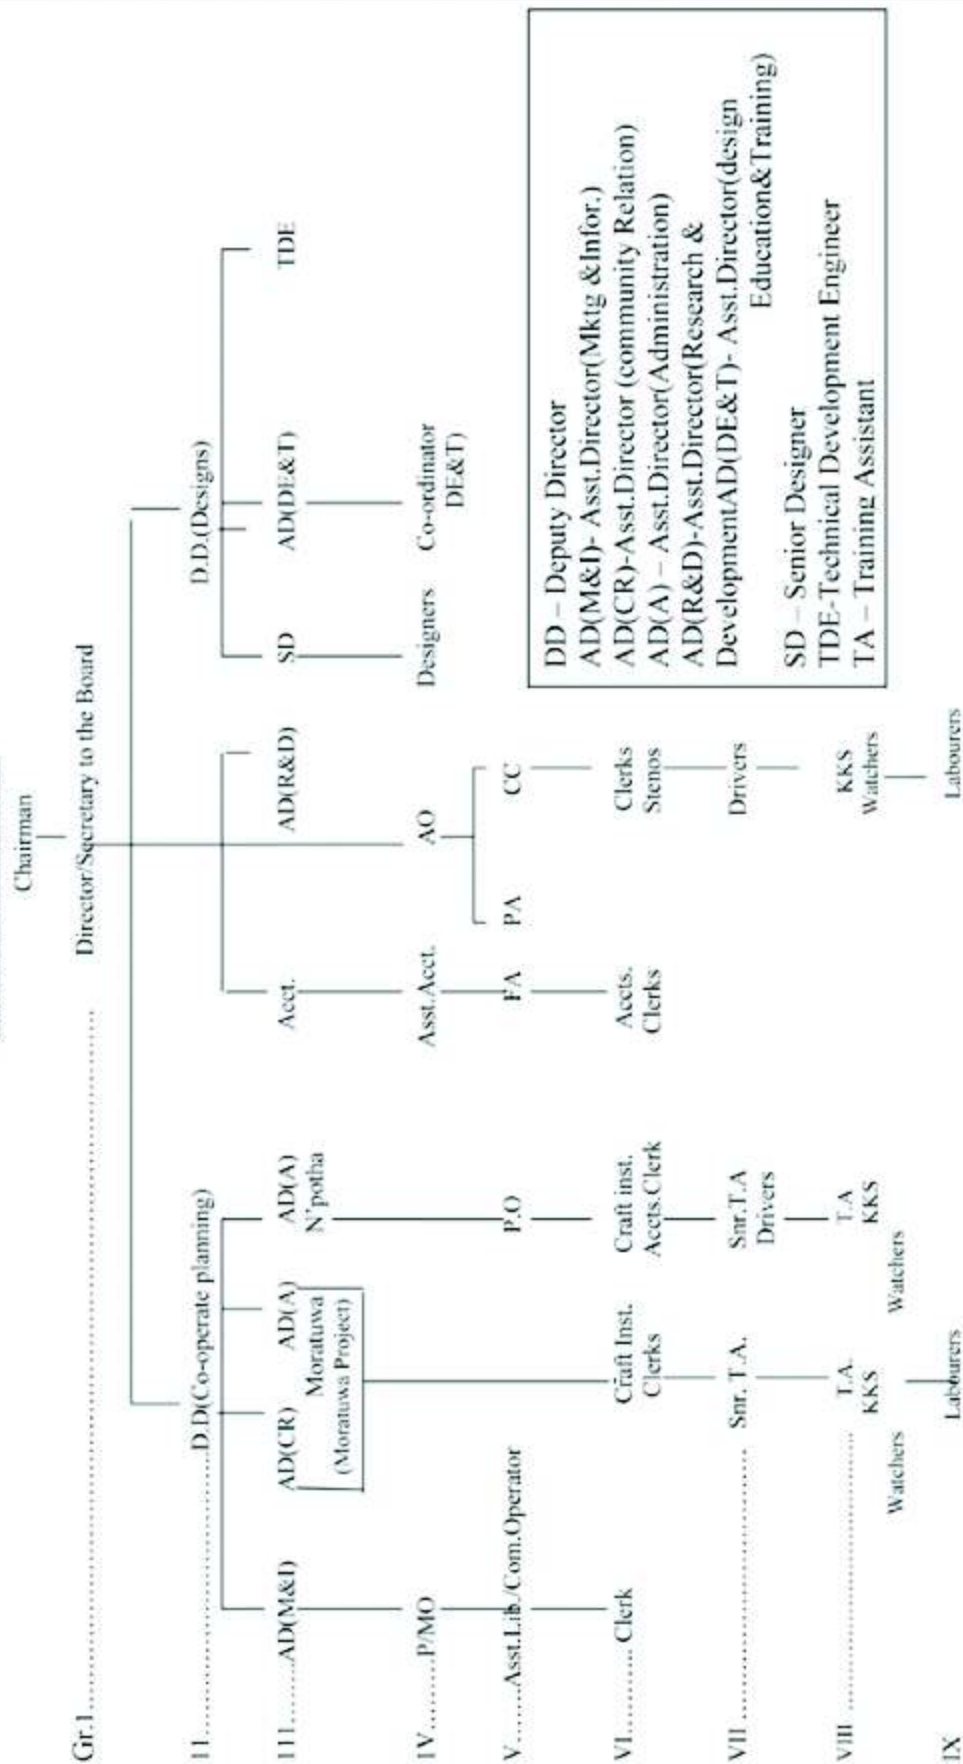 Chairman
Gr.1 Director/Secretary to the Board
11 D.D(Co-operate planning) D.D.(Designs)
111 AD(M&I) AD(CR) AD(A) AD(A) Acct. AD(R&D) SD AD(DE&T) TDE
Moratuwa N'potha
(Moratuwa Project)
1V P/MO Asst.Acct. AO Designers Co-ordinator
DE&T)
V Asst.Lib./Com.Operator P.O FA PA CC
VI Clerk Craft Inst. Craft inst. Accts. Clerks
Clerks Accts.Clerk Clerks Stenos
VII Snr. T.A. Snr.T.A Drivers
Drivers
VIII T.A. T.A KKS
KKS KKS Watchers
Watchers Watchers
1X Labourers Labourers
DD – Deputy Director
AD(M&I)- Asst.Director(Mktg &Infor.)
AD(CR)-Asst.Director (community Relation)
AD(A) – Asst.Director(Administration)
AD(R&D)-Asst.Director(Research &
DevelopmentAD(DE&T)- Asst.Director(design
Education&Training)
SD – Senior Designer
TDE-Technical Development Engineer
TA – Training Assistant